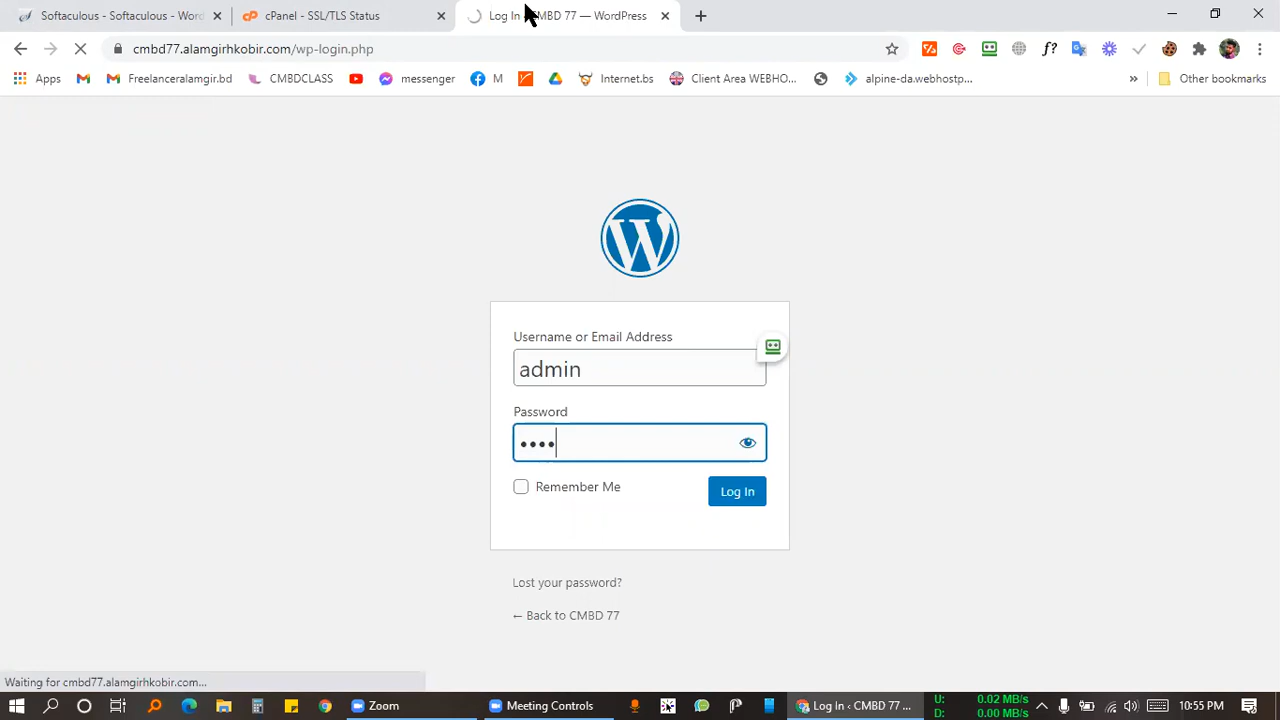 Softaculous - Softaculous - Word
cPanel - SSL/TLS Status
Log In ‹ CMBD 77 — WordPress
cmbd77.alamgirhkobir.com/wp-login.php
Apps
Freelanceralamgir.bd
CMBDCLASS
messenger
M
Internet.bs
Client Area WEBHO...
alpine-da.webhostp...
»
Other bookmarks
Username or Email Address
admin
Password
••••
Remember Me
Log In
Lost your password?
← Back to CMBD 77
Waiting for cmbd77.alamgirhkobir.com...
Zoom
Meeting Controls
Log In ‹ CMBD 77 ...
U: 0.02 MB/s
D: 0.00 MB/s
10:55 PM